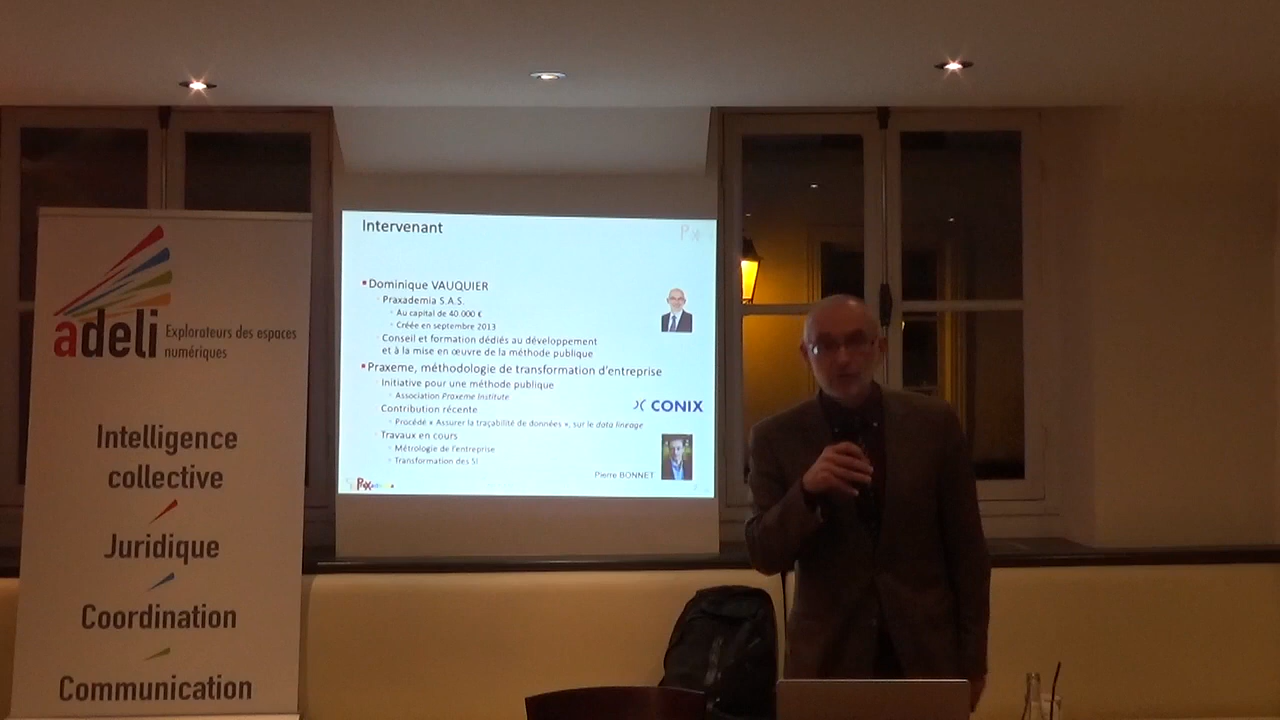 adeli Explorateurs des espaces
numériques
Intelligence
collective
Juridique
Coordination
Communication
Intervenant
Dominique VAUQUIER
Praxademia S.A.S.
Au capital de 40 000 €
Créée en septembre 2013
Conseil et formation dédiés au développement
et à la mise en œuvre de la méthode publique
Praxeme, méthodologie de transformation d'entreprise
Initiative pour une méthode publique
Association Praxeme Institute
CONIX
Contribution récente
Procédé « Assurer la traçabilité de données », sur le data lineage
Travaux en cours
Métrologie de l'entreprise
Transformation des SI
Pierre BONNET